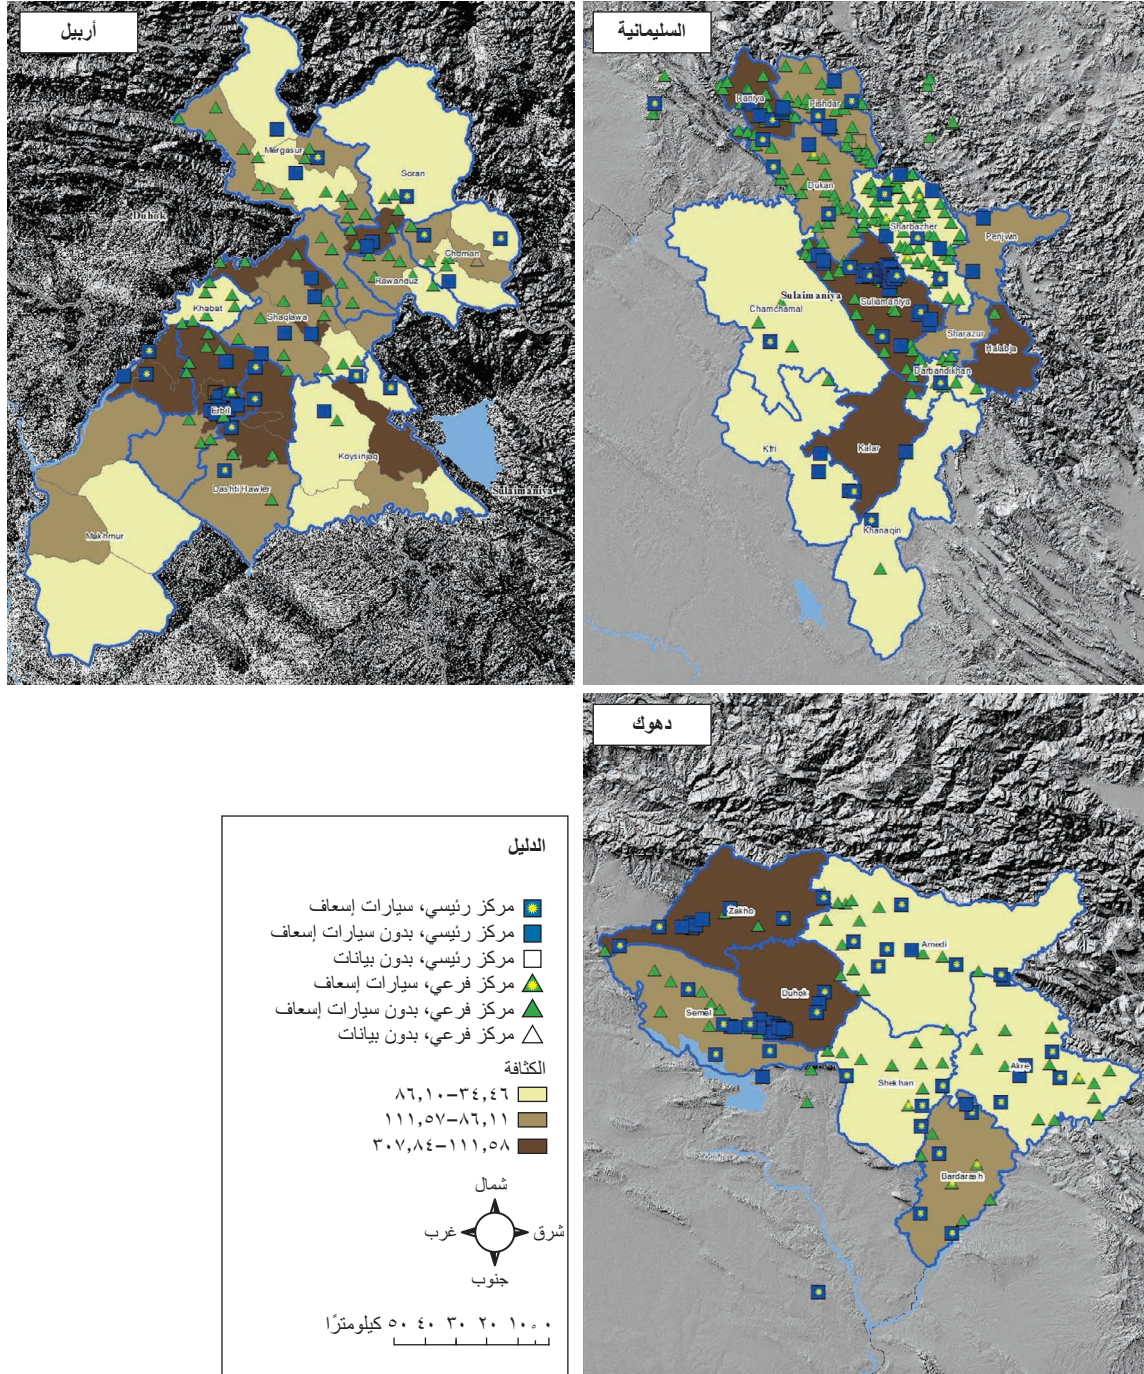 أربيل
Mergasur
Soran
Duhok
Choman
Rawanduz
Khabat
Shaqlawa
Erbil
Koysinjaq
Sulaimaniya
Dashti Hawler
Makhmur
السليمانية
Raniya
Pishdar
Dukan
Sharbazher
Penjwin
Sulaimaniya
Chamchamal
Suliamaniya
Sharazur
Halabja
Darbandikhan
Kfri
Kalar
Khanaqin
دهوك
Zakho
Amedi
Duhok
Semel
Akre
Shekhan
Bardarash
الدليل
مركز رئيسي، سيارات إسعاف
مركز رئيسي، بدون سيارات إسعاف
مركز رئيسي، بدون بيانات
مركز فرعي، سيارات إسعاف
مركز فرعي، بدون سيارات إسعاف
مركز فرعي، بدون بيانات
الكثافة
٣٤,٤٦–٨٦,١٠
٨٦,١١–١١١,٥٧
١١١,٥٨–٣٠٧,٨٤
شمال
شرق
غرب
جنوب
٠ ٥ ١٠ ٢٠ ٣٠ ٤٠ ٥٠ كيلومترًا